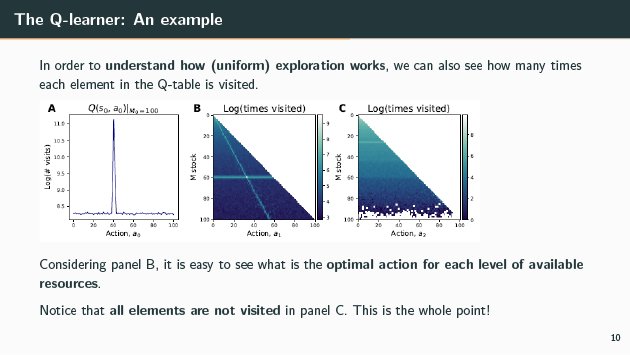 The Q-learner: An example
In order to understand how (uniform) exploration works, we can also see how many times
each element in the Q-table is visited.
A
Q(s₀, a₀)|M₀=100
B
Log(times visited)
C
Log(times visited)
Log(# visits)
11.0
10.5
10.0
9.5
9.0
8.5
0 20 40 60 80 100
Action, a₀
M stock
0
20
40
60
80
100
0 20 40 60 80 100
Action, a₁
9
8
7
6
5
4
3
M stock
0
20
40
60
80
100
0 20 40 60 80 100
Action, a₂
8
6
4
2
0
Considering panel B, it is easy to see what is the optimal action for each level of available
resources.
Notice that all elements are not visited in panel C. This is the whole point!
10